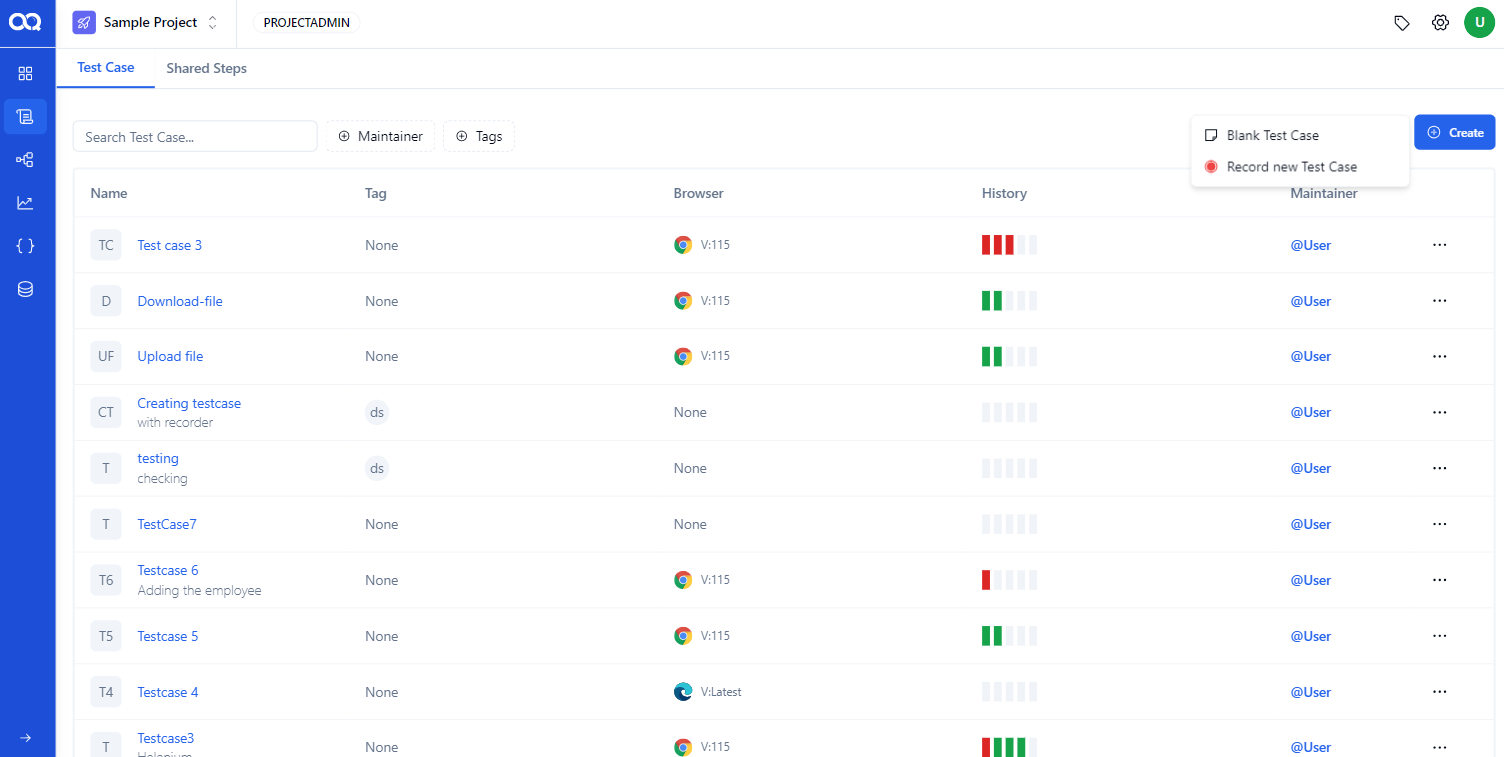 Sample Project
PROJECTADMIN
U
Test Case Shared Steps
Search Test Case...
Maintainer
Tags
Blank Test Case
Record new Test Case
Create
Name Tag Browser History Maintainer
TC Test case 3 None V:115 @User ...
D Download-file None V:115 @User ...
UF Upload file None V:115 @User ...
CT Creating testcase ds None @User ...
with recorder
T testing ds None @User ...
checking
T TestCase7 None None @User ...
T6 Testcase 6 None V:115 @User ...
Adding the employee
T5 Testcase 5 None V:115 @User ...
T4 Testcase 4 None V:Latest @User ...
T Testcase3 None V:115 @User ...